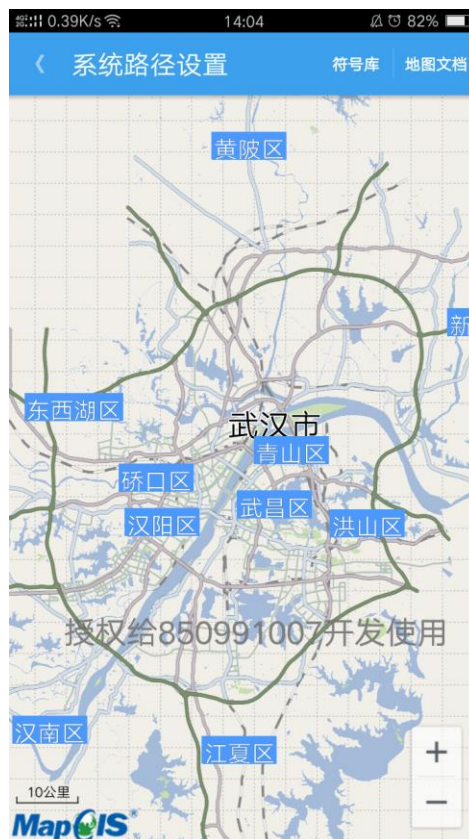 0.39K/s 14:04 82%
系统路径设置 符号库 地图文档
黄陂区
新
东西湖区
武汉市
青山区
硚口区
武昌区
汉阳区
洪山区
授权给850991007开发使用
汉南区
江夏区
+
10公里
−
MapGIS